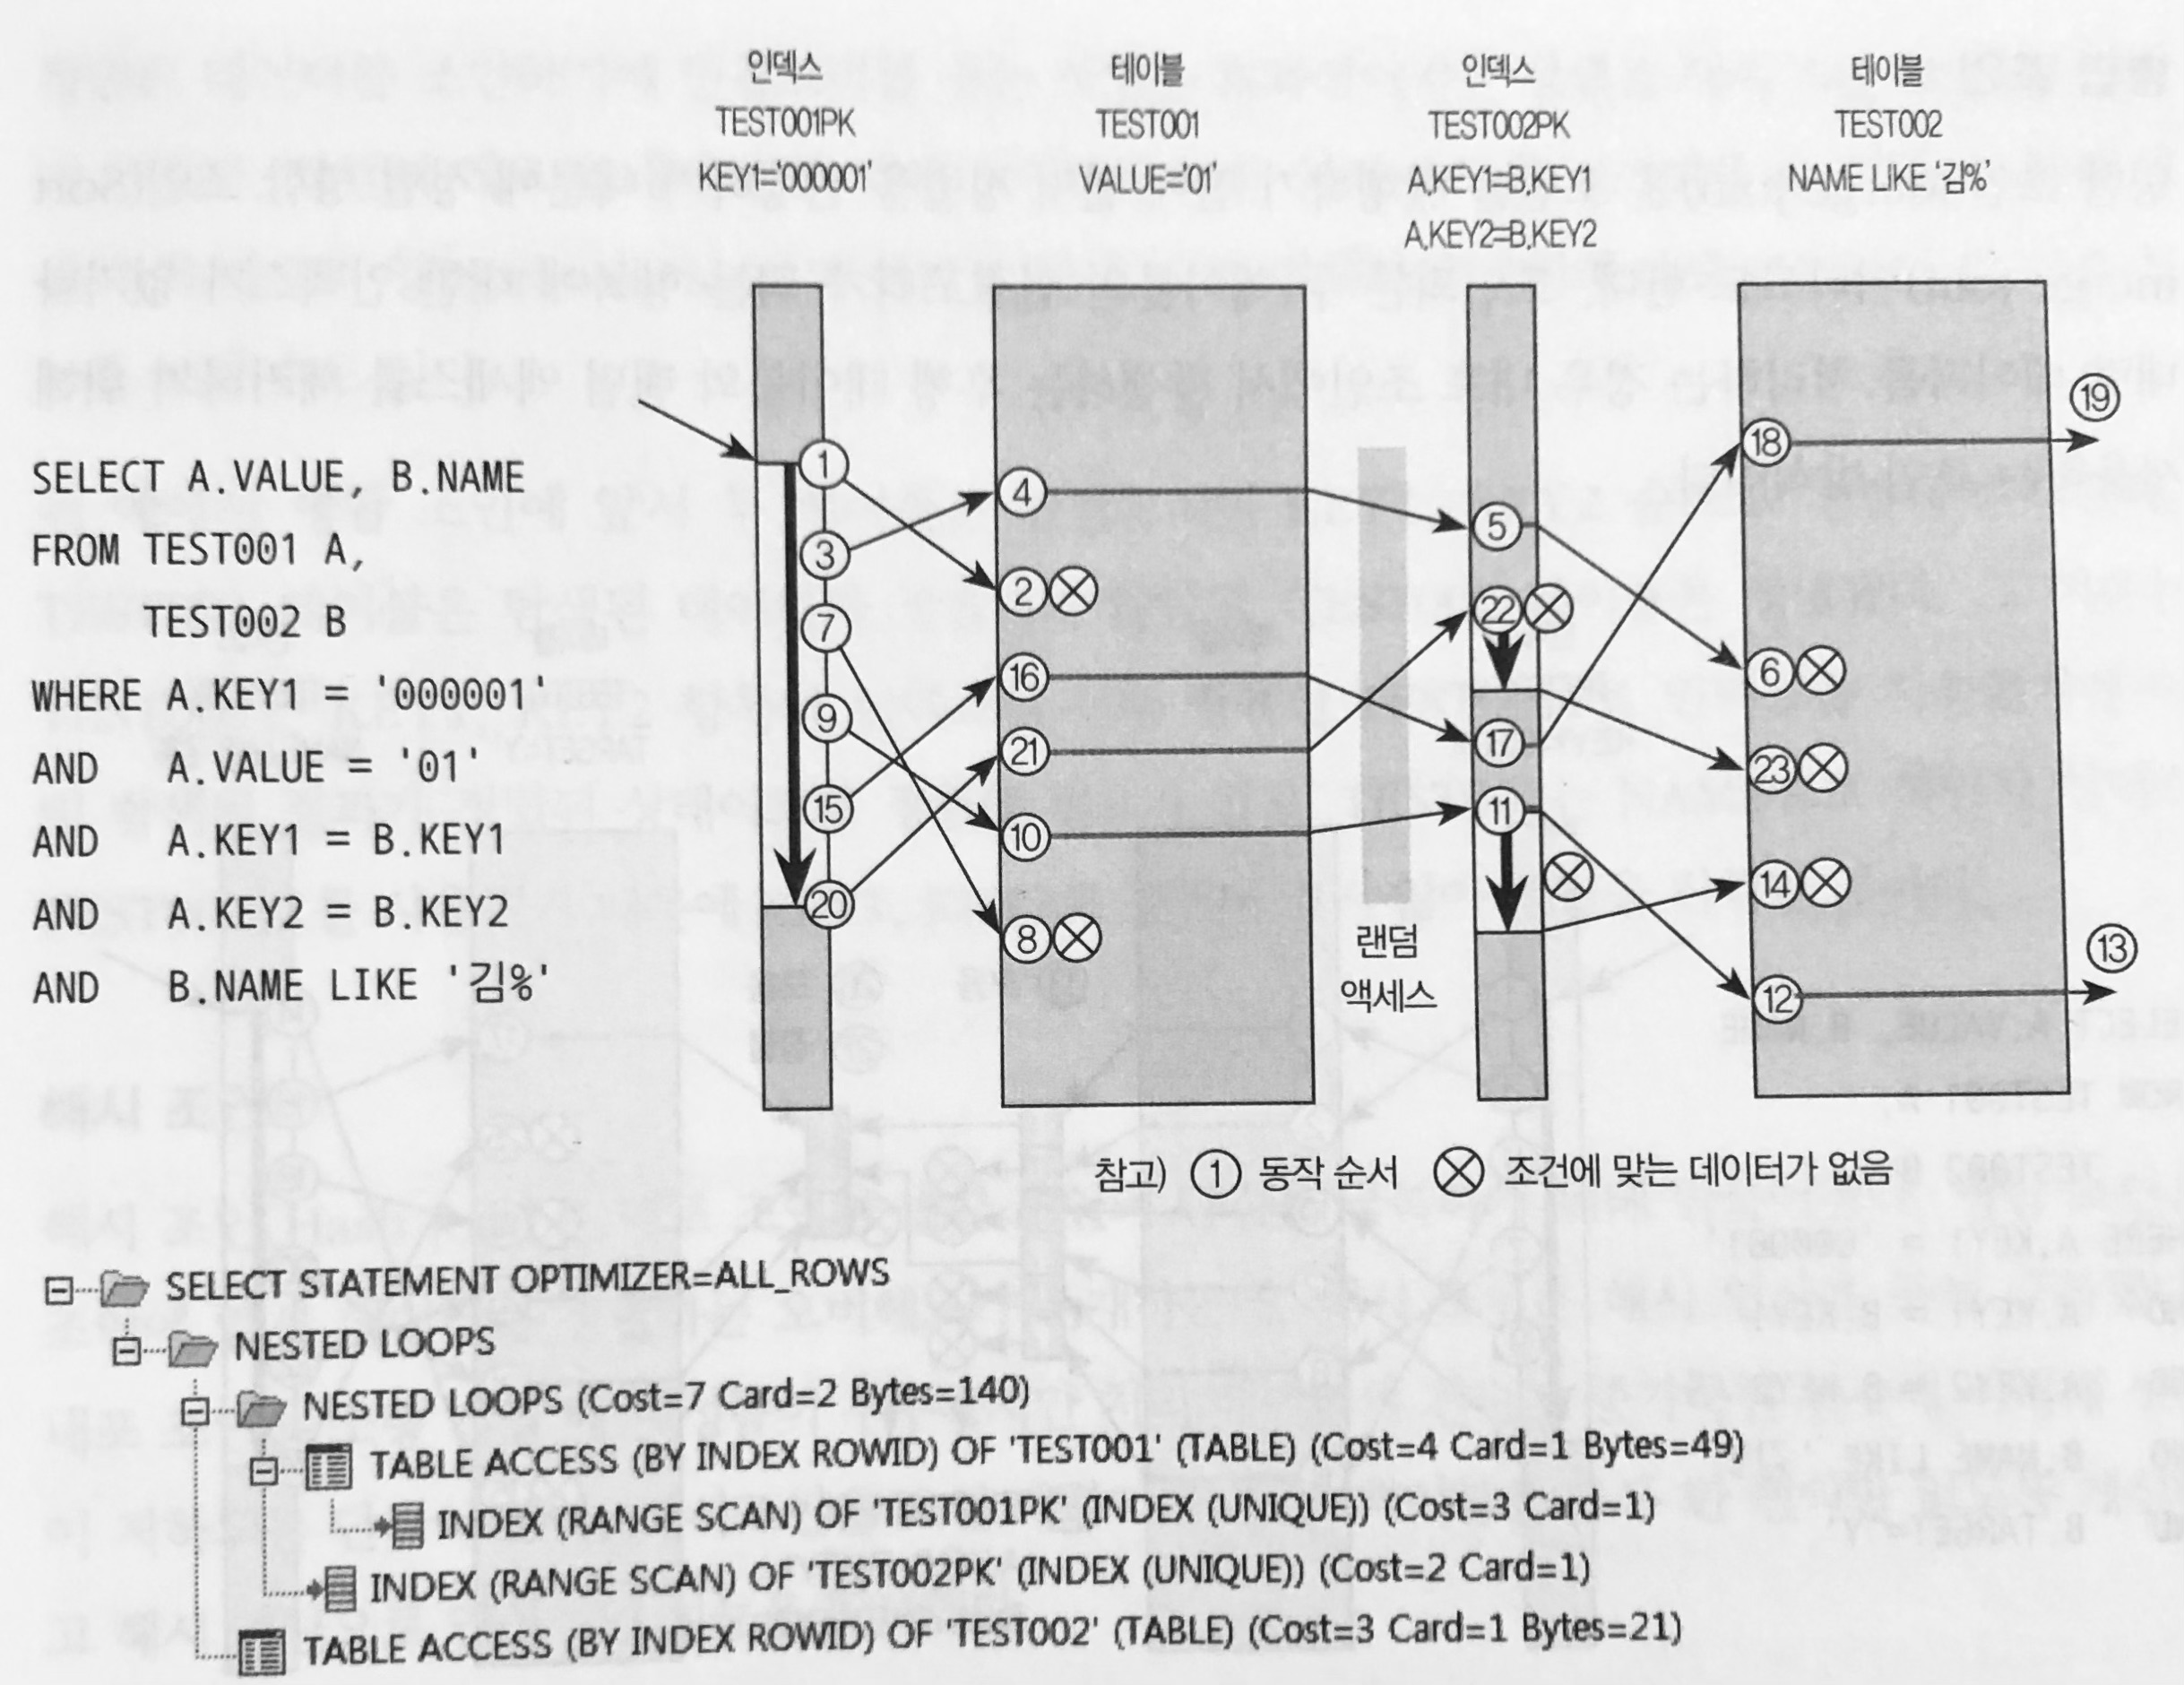 인덱스
TEST001PK
KEY1='000001'
테이블
TEST001
VALUE='01'
인덱스
TEST002PK
A.KEY1=B.KEY1
A.KEY2=B.KEY2
테이블
TEST002
NAME LIKE '김%'
SELECT A.VALUE, B.NAME
FROM TEST001 A,
TEST002 B
WHERE A.KEY1 = '000001'
AND A.VALUE = '01'
AND A.KEY1 = B.KEY1
AND A.KEY2 = B.KEY2
AND B.NAME LIKE '김%'
①
③
⑦
⑨
⑮
⑳
④
②
⑯
㉑
⑩
⑧
랜덤
액세스
⑤
㉒
⑰
⑪
⑱
⑥
㉓
⑭
⑫
⑲
⑬
참고) ① 동작 순서 ⊗ 조건에 맞는 데이터가 없음
SELECT STATEMENT OPTIMIZER=ALL_ROWS
NESTED LOOPS
NESTED LOOPS (Cost=7 Card=2 Bytes=140)
TABLE ACCESS (BY INDEX ROWID) OF 'TEST001' (TABLE) (Cost=4 Card=1 Bytes=49)
INDEX (RANGE SCAN) OF 'TEST001PK' (INDEX (UNIQUE)) (Cost=3 Card=1)
INDEX (RANGE SCAN) OF 'TEST002PK' (INDEX (UNIQUE)) (Cost=2 Card=1)
TABLE ACCESS (BY INDEX ROWID) OF 'TEST002' (TABLE) (Cost=3 Card=1 Bytes=21)